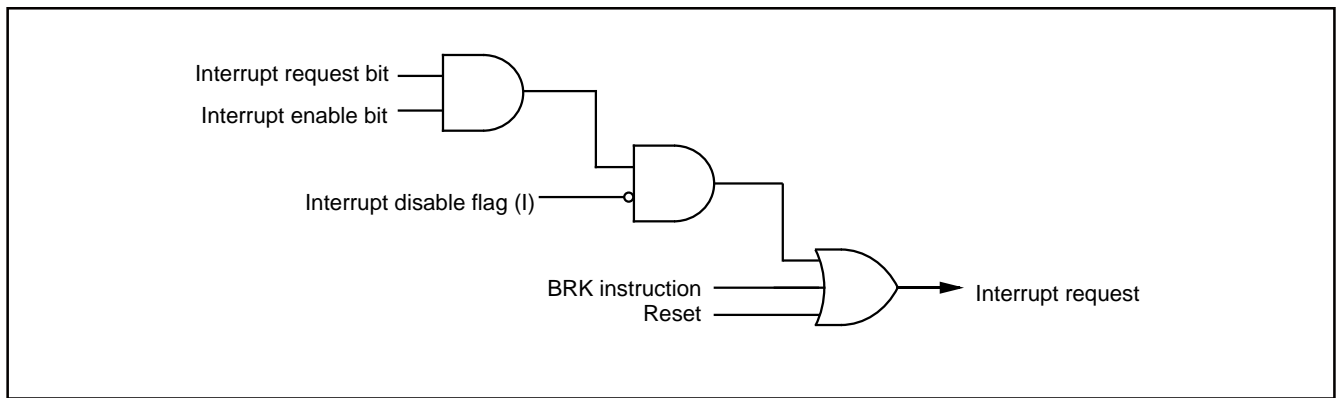 Interrupt request bit
Interrupt enable bit
Interrupt disable flag (I)
BRK instruction
Reset
Interrupt request